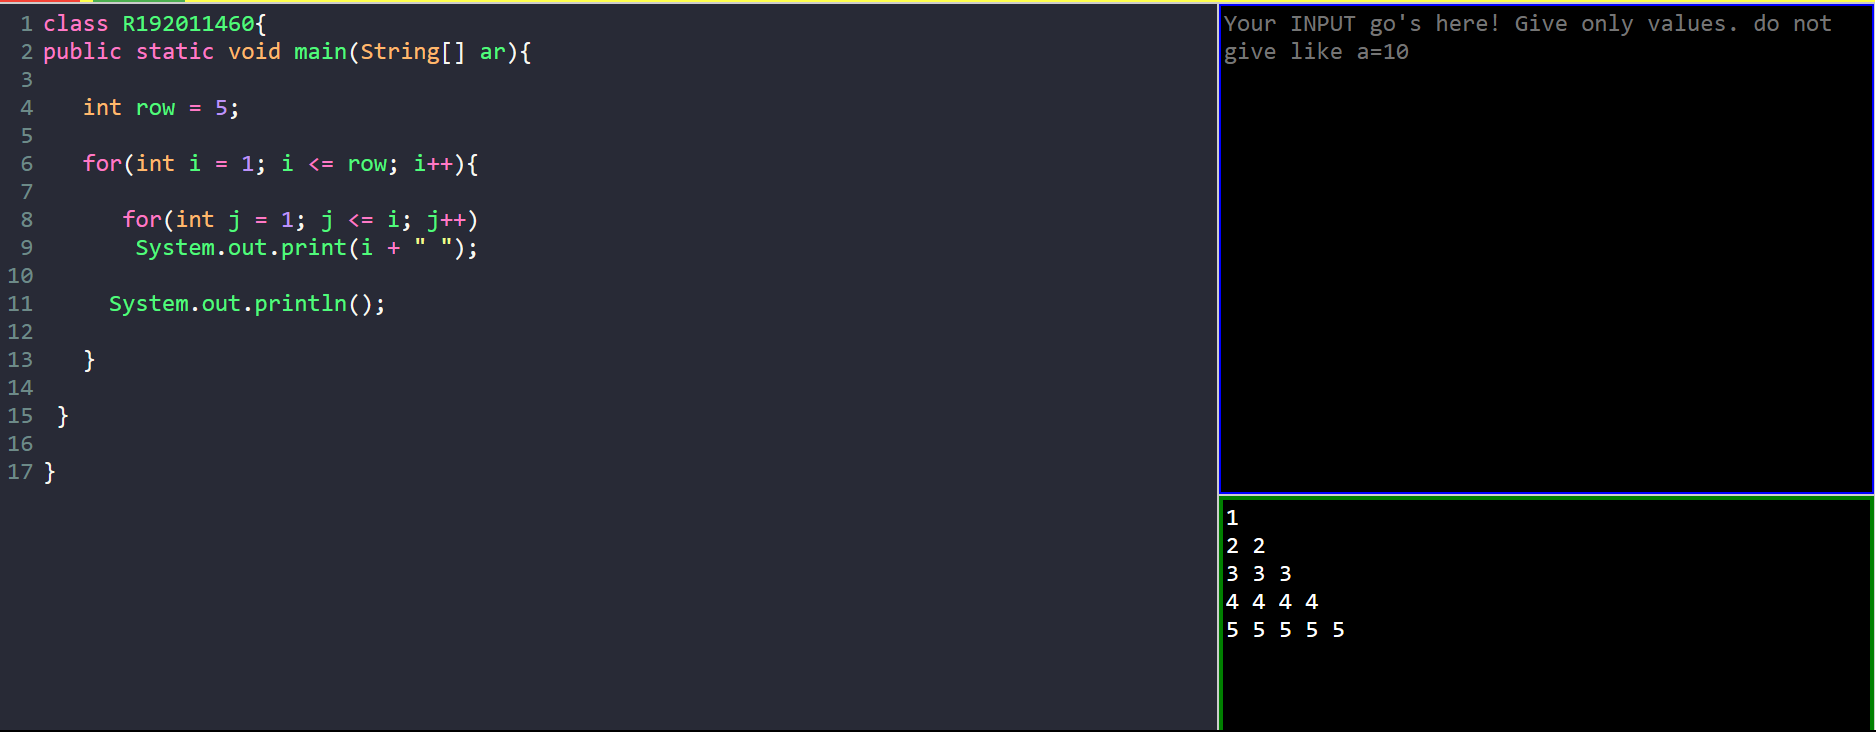 1 class R192011460{
2 public static void main(String[] ar){
3
4 int row = 5;
5
6 for(int i = 1; i <= row; i++){
7
8 for(int j = 1; j <= i; j++)
9 System.out.print(i + " ");
10
11 System.out.println();
12
13 }
14
15 }
16
17 }
Your INPUT go's here! Give only values. do not
give like a=10
1
2 2
3 3 3
4 4 4 4
5 5 5 5 5